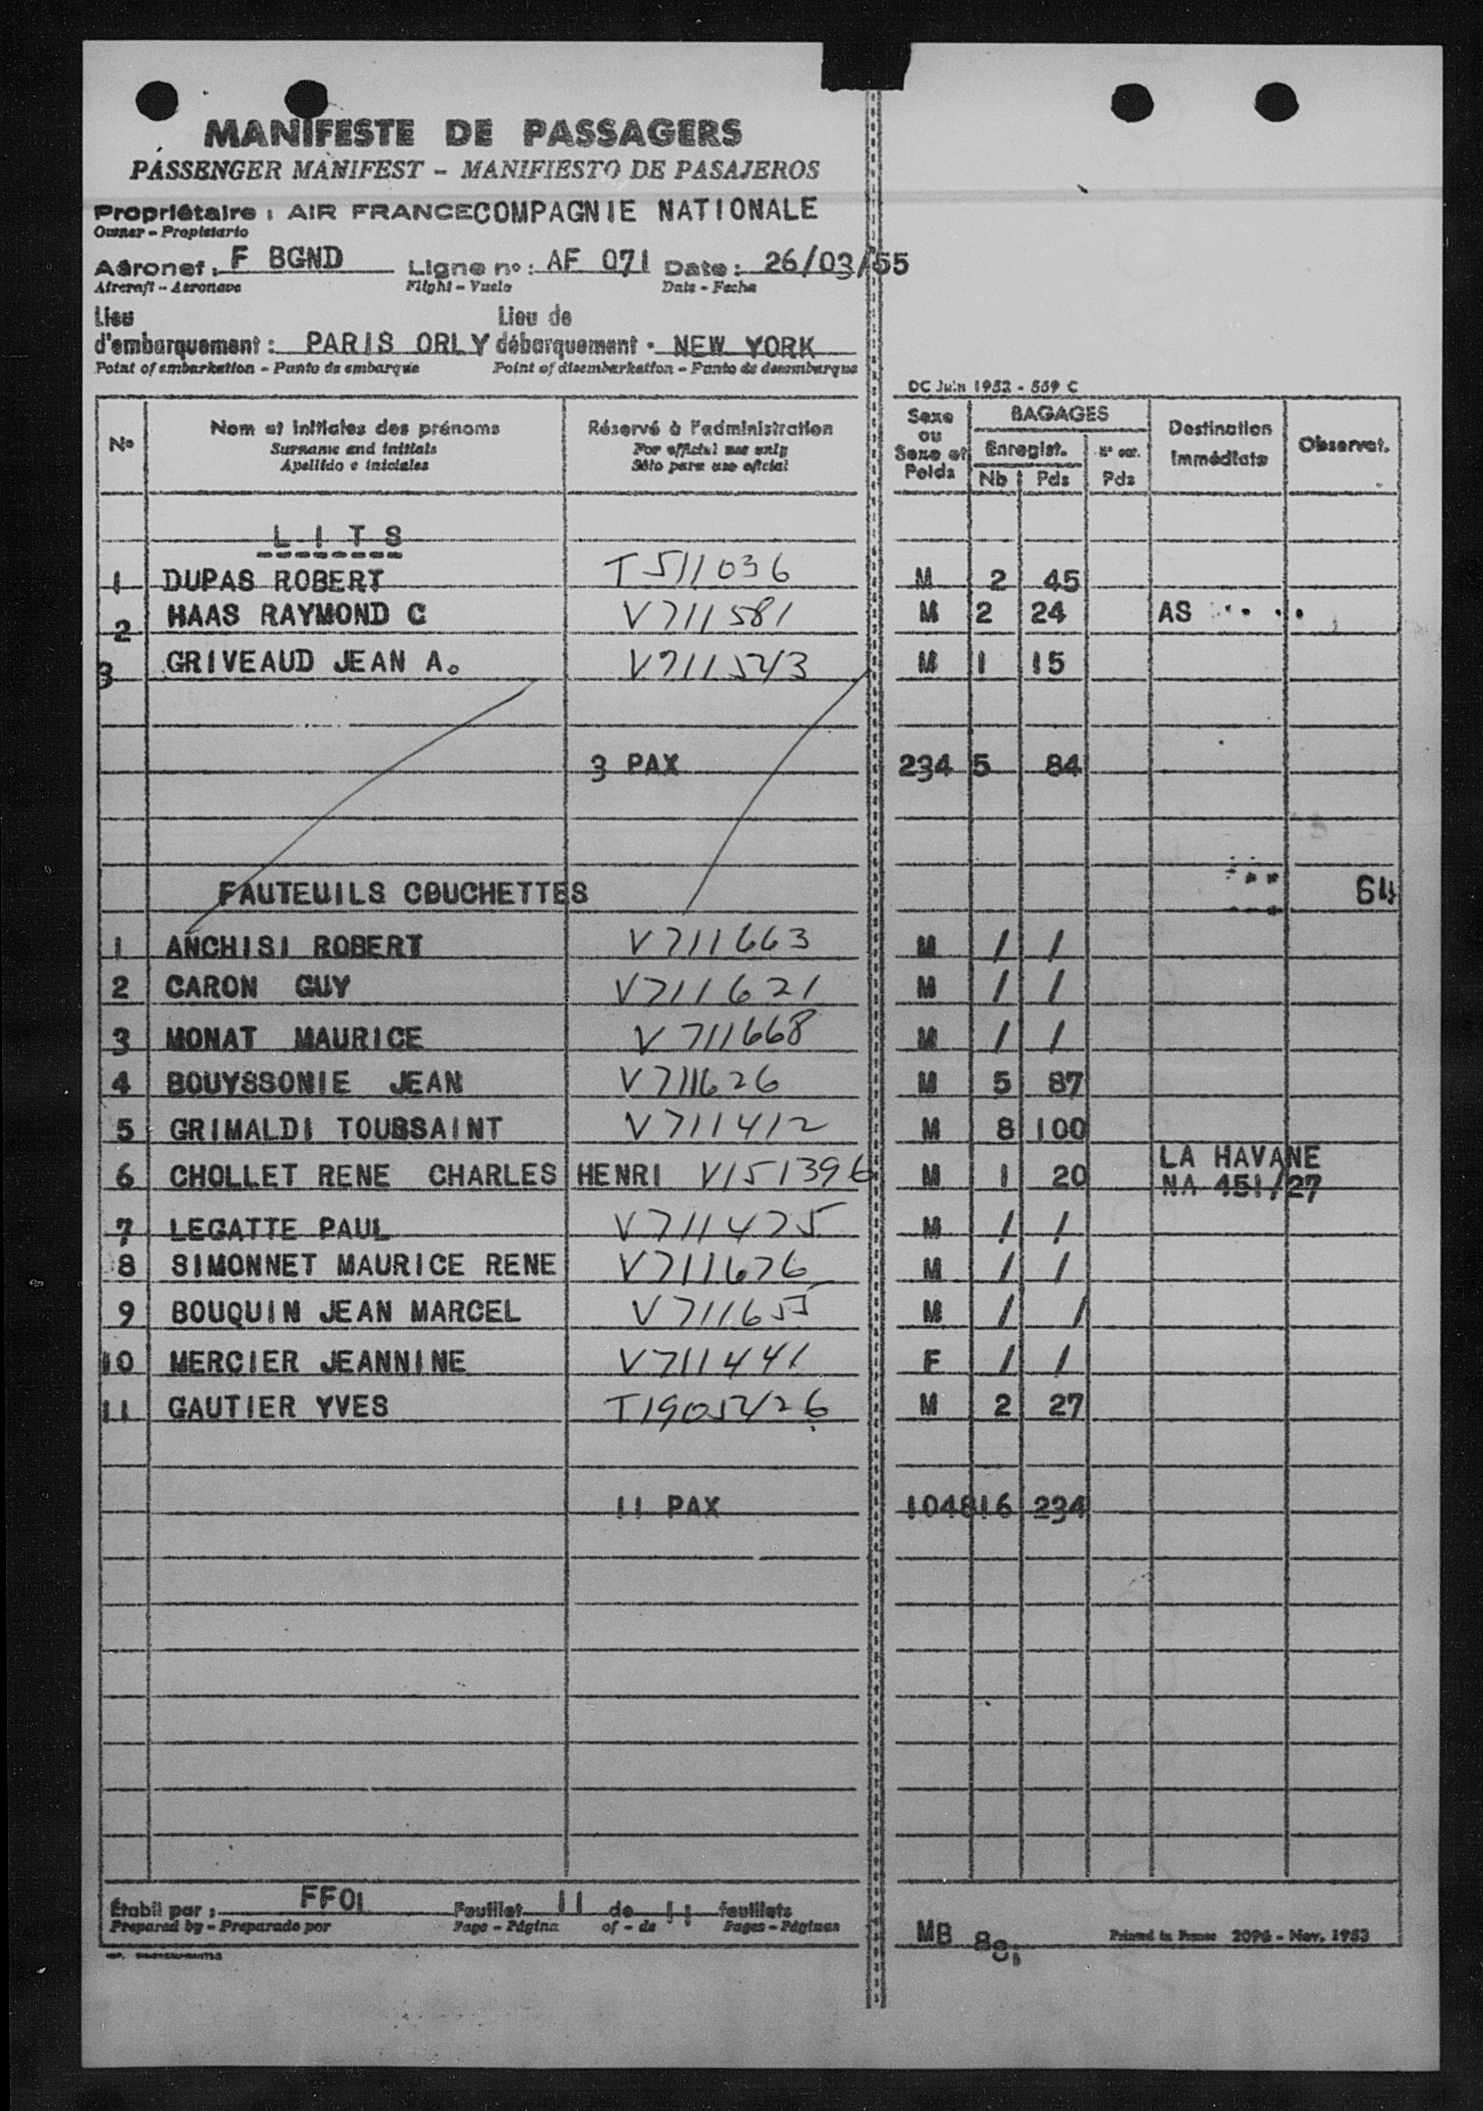 MANIFESTE DE PASSAGERS
PASSENGER MANIFEST - MANIFIESTO DE PASAJEROS
Propriétaire : AIR FRANCE COMPAGNIE NATIONALE
Owner - Propietario
Aéronef : F BGND Ligne no : AF 071 Date : 26/03/55
Aircraft - Aeronave Flight - Vuelo Date - Fecha
Lieu Lieu de
d'embarquement : PARIS ORLY débarquement · NEW YORK
Point of embarkation - Punto de embarque Point of disembarkation - Punto de desembarque
DC Juin 1952 - 559 C
No Nom et initiales des prénoms Réservé à l'administration Sexe ou Sexe et Poids BAGAGES Destination immédiate Observat.
Surname and initials For official use only Enregist.
Apellido e iniciales Sólo para uso oficial Nb Pds Pds
LITS
1 DUPAS ROBERT T511036 M 2 45
2 HAAS RAYMOND C V711581 M 2 24 AS
3 GRIVEAUD JEAN A. V711543 M 1 15
3 PAX 234 5 84
FAUTEUILS COUCHETTES 64
1 ANCHISI ROBERT V711663 M / /
2 CARON GUY V711621 M / /
3 MONAT MAURICE V711668 M / /
4 BOUYSSONIE JEAN V711626 M 5 87
5 GRIMALDI TOUSSAINT V711412 M 8 100
6 CHOLLET RENE CHARLES HENRI V151396 M 1 20 LA HAVANE
NA 451/27
7 LEGATTE PAUL V711475 M / /
8 SIMONNET MAURICE RENE V711676 M / /
9 BOUQUIN JEAN MARCEL V711655 M / /
10 MERCIER JEANNINE V711441 F / /
11 GAUTIER YVES M 2 27
11 PAX 1048 16 234
Établi par : FF01 Feuillet 11 de feuillets
Prepared by - Preparado por Page - Página of - de Pages - Páginas
MB Printed in France 2096 - Nov. 1953